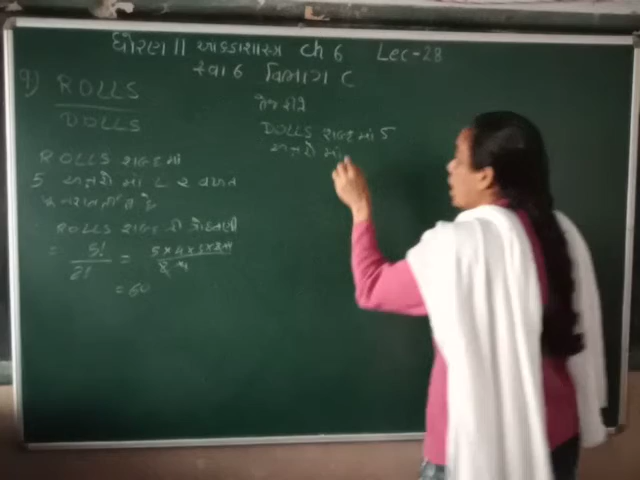 ધોરણ 11 આંકડાશાસ્ત્ર Ch 6 Lec-28
સ્વા 6 વિભાગ C
9) ROLLS
DOLLS
ROLLS શબ્દ માં
5 અક્ષરો માં L 2 વખત
ROLLS શબ્દ ની ગોઠવણી
= 5!/2! = 5×4×3×2×1/2×1
= 60
તેજ રીતે
DOLLS શબ્દ માં 5
અક્ષરો માં